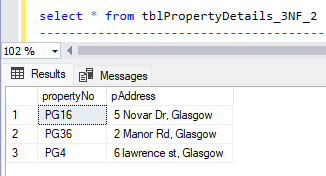 select * from tblPropertyDetails_3NF_2
102 %
Results Messages
propertyNo pAddress
1 PG16 5 Novar Dr, Glasgow
2 PG36 2 Manor Rd, Glasgow
3 PG4 6 lawrence st, Glasgow